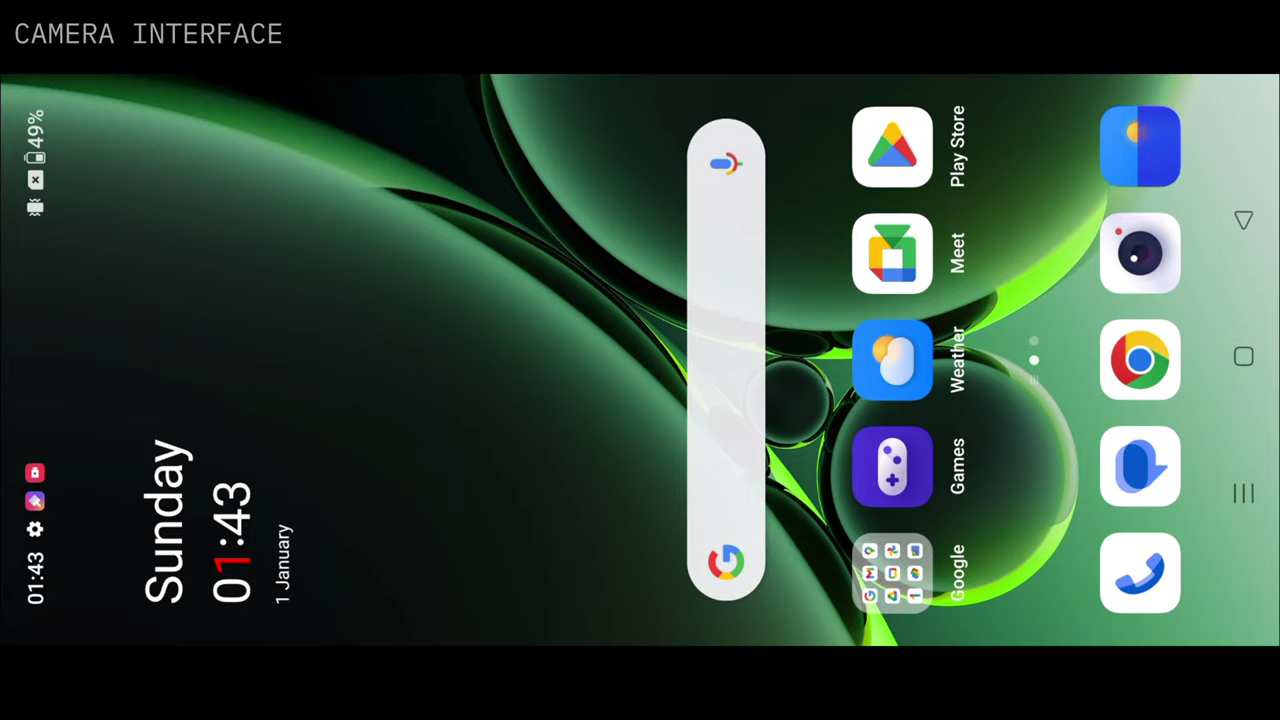 CAMERA INTERFACE
01:43
49%
Sunday
01:43
1 January
Google
Games
Weather
Meet
Play Store